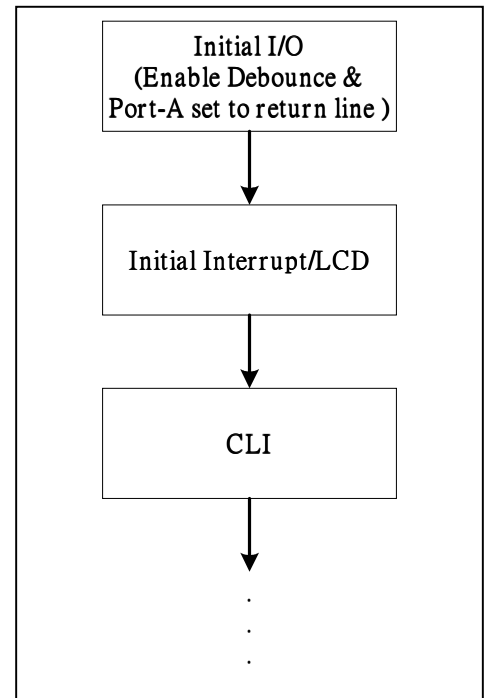 Initial I/O
(Enable Debounce &
Port-A set to return line )
Initial Interrupt/LCD
CLI
.
.
.